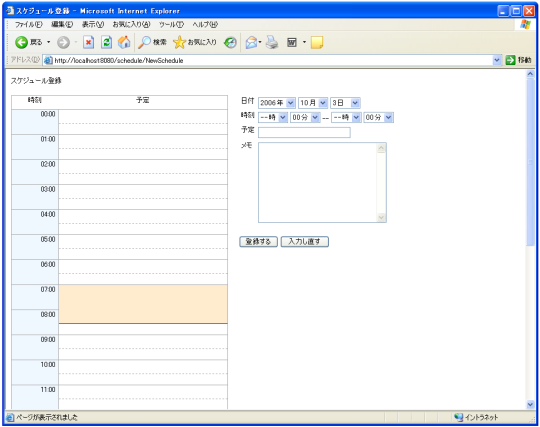 スケジュール登録 - Microsoft Internet Explorer
ファイル(F) 編集(E) 表示(V) お気に入り(A) ツール(T) ヘルプ(H)
戻る 検索 お気に入り
アドレス(D) http://localhost:8080/schedule/NewSchedule 移動
スケジュール登録
時刻 予定
00:00
01:00
02:00
03:00
04:00
05:00
06:00
07:00
08:00
09:00
10:00
11:00
日付 2006年 10月 3日
時刻 --時 00分 -- --時 00分
予定
メモ
登録する 入力し直す
ページが表示されました イントラネット